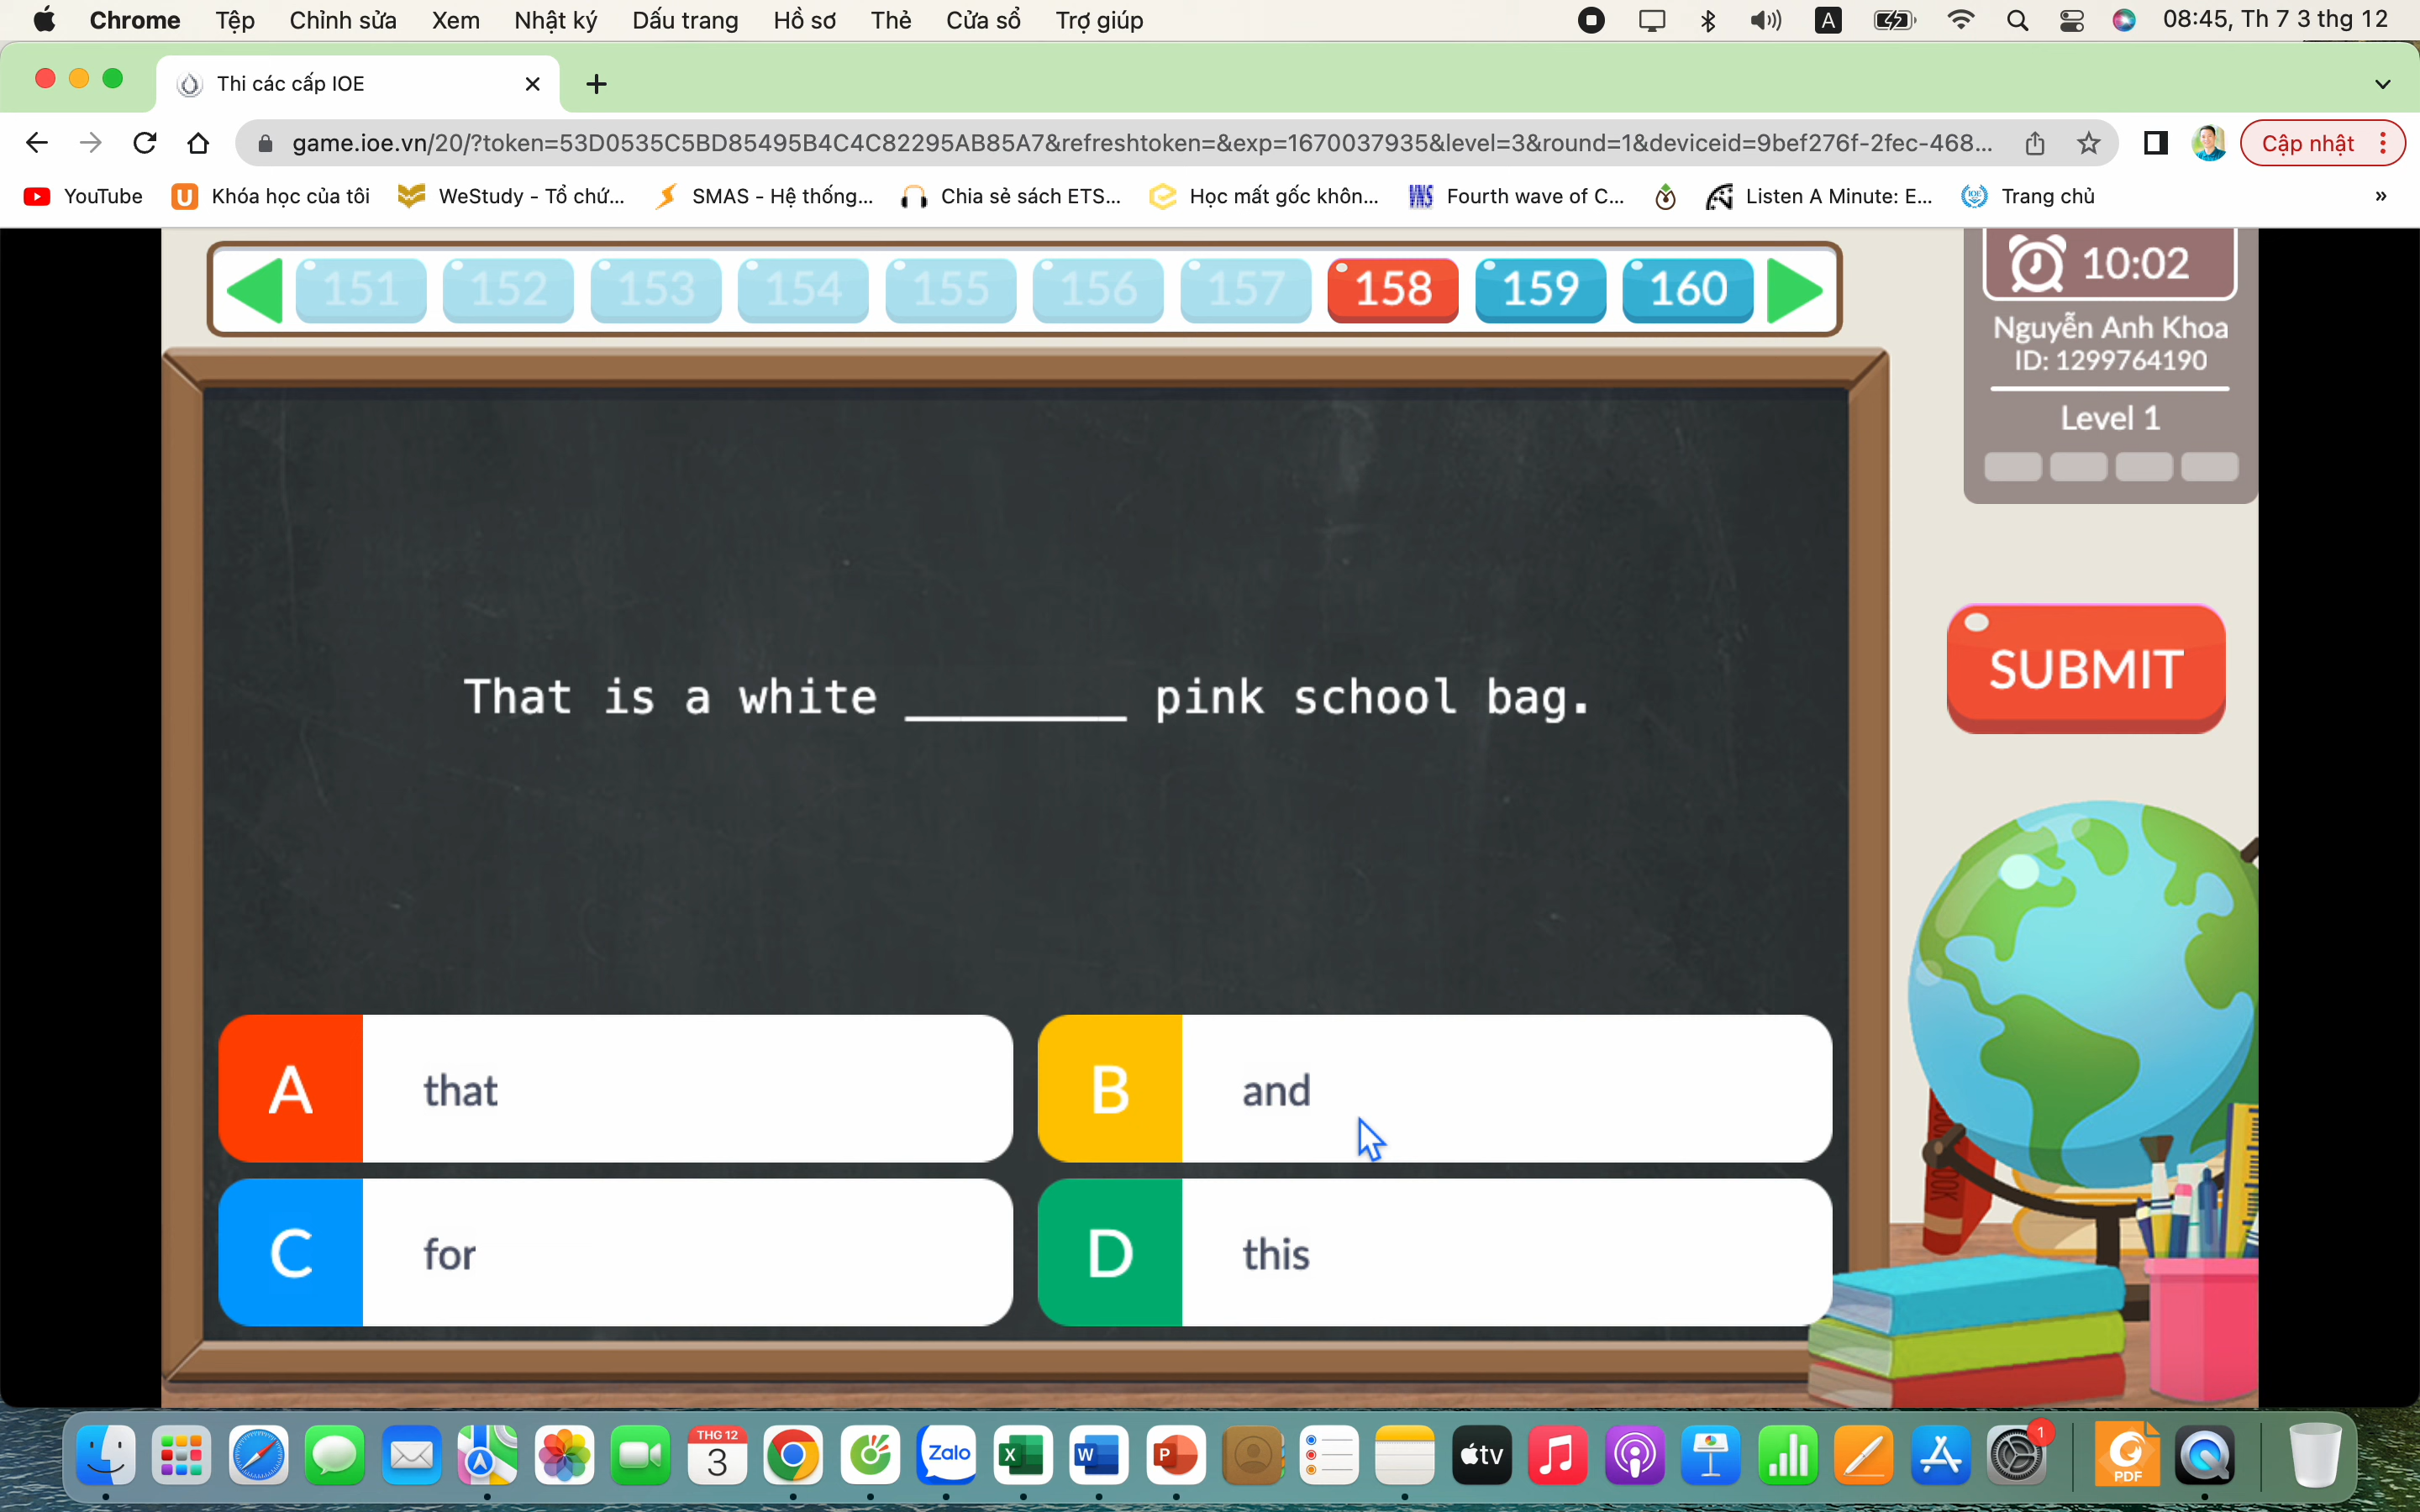 Chrome Tệp Chỉnh sửa Xem Nhật ký Dấu trang Hồ sơ Thẻ Cửa sổ Trợ giúp A 08:45, Th 7 3 thg 12
Thi các cấp IOE
game.ioe.vn/20/?token=53D0535C5BD85495B4C4C82295AB85A7&refreshtoken=&exp=1670037935&level=3&round=1&deviceid=9bef276f-2fec-468... Cập nhật
YouTube Khóa học của tôi WeStudy - Tổ chứ... SMAS - Hệ thống... Chia sẻ sách ETS... Học mất gốc khôn... Fourth wave of C... Listen A Minute: E... Trang chủ »
151 152 153 154 155 156 157 158 159 160
10:02
Nguyễn Anh Khoa
ID: 1299764190
Level 1
SUBMIT
That is a white ________ pink school bag.
A that
B and
C for
D this
BOOK
THG 12
3
Zalo
X
W
P
tv
1
PDF